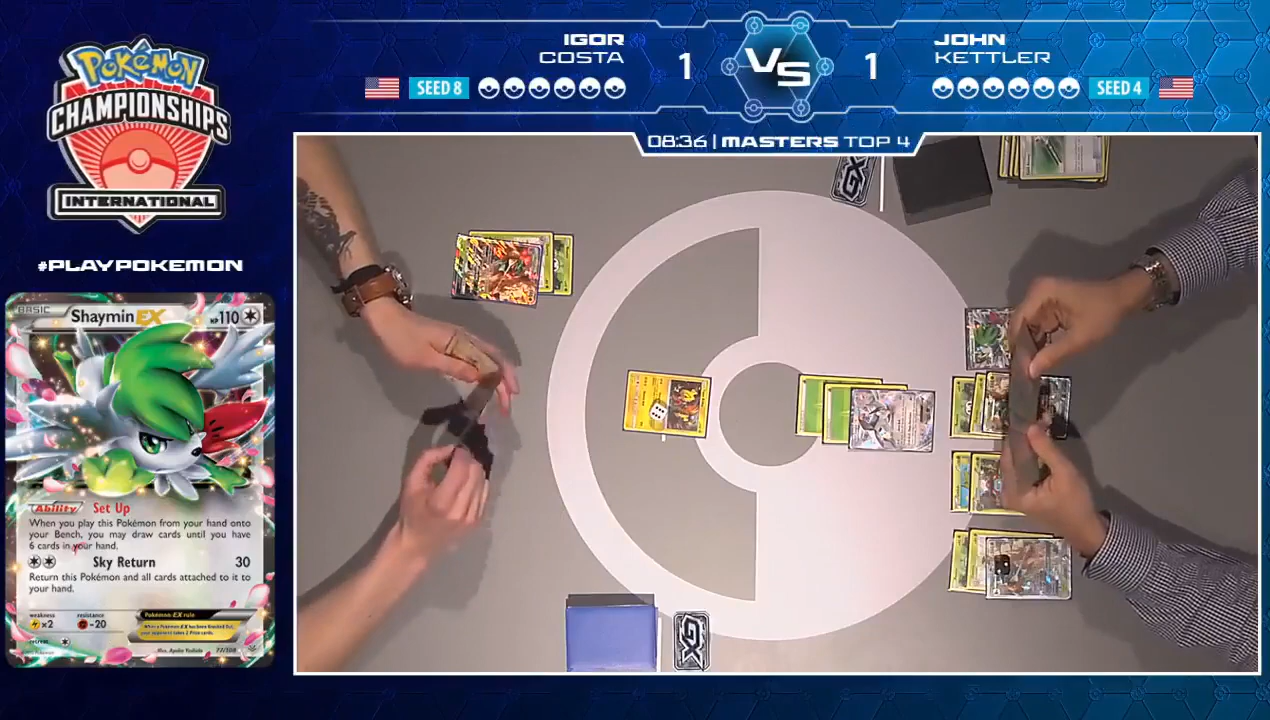 Pokémon
CHAMPIONSHIPS
INTERNATIONAL
#PLAYPOKEMON
IGOR
COSTA
SEED 8
1
VS
1
JOHN
KETTLER
SEED 4
08:36 | MASTERS TOP 4
BASIC
Shaymin EX
HP110
Ability Set Up
When you play this Pokémon from your hand onto
your Bench, you may draw cards until you have
6 cards in your hand.
Sky Return 30
Return this Pokémon and all cards attached to it to
your hand.
weakness
×2
resistance
-20
Pokémon-EX rule
When a Pokémon-EX has been Knocked Out,
your opponent takes 2 Prize cards.
retreat
77/108
GX
GX